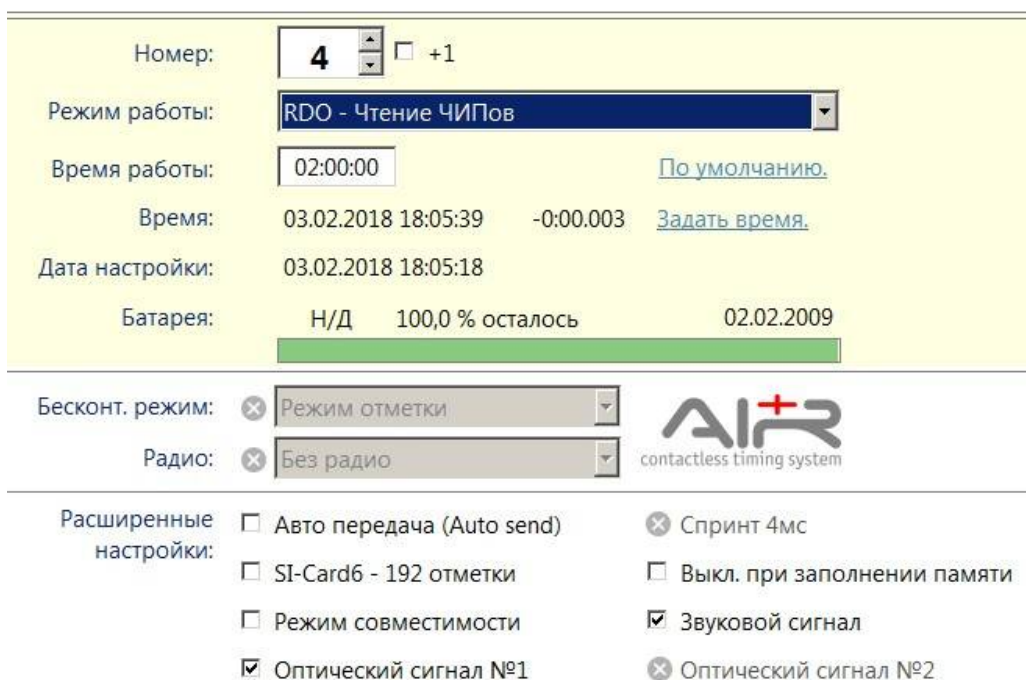 Номер: 4 +1
Режим работы: RDO - Чтение ЧИПов
Время работы: 02:00:00 По умолчанию.
Время: 03.02.2018 18:05:39 -0:00.003 Задать время.
Дата настройки: 03.02.2018 18:05:18
Батарея: Н/Д 100,0 % осталось 02.02.2009
Бесконт. режим: Режим отметки
AIR+
contactless timing system
Радио: Без радио
Расширенные настройки:
Авто передача (Auto send) Спринт 4мс
SI-Card6 - 192 отметки Выкл. при заполнении памяти
Режим совместимости Звуковой сигнал
Оптический сигнал №1 Оптический сигнал №2